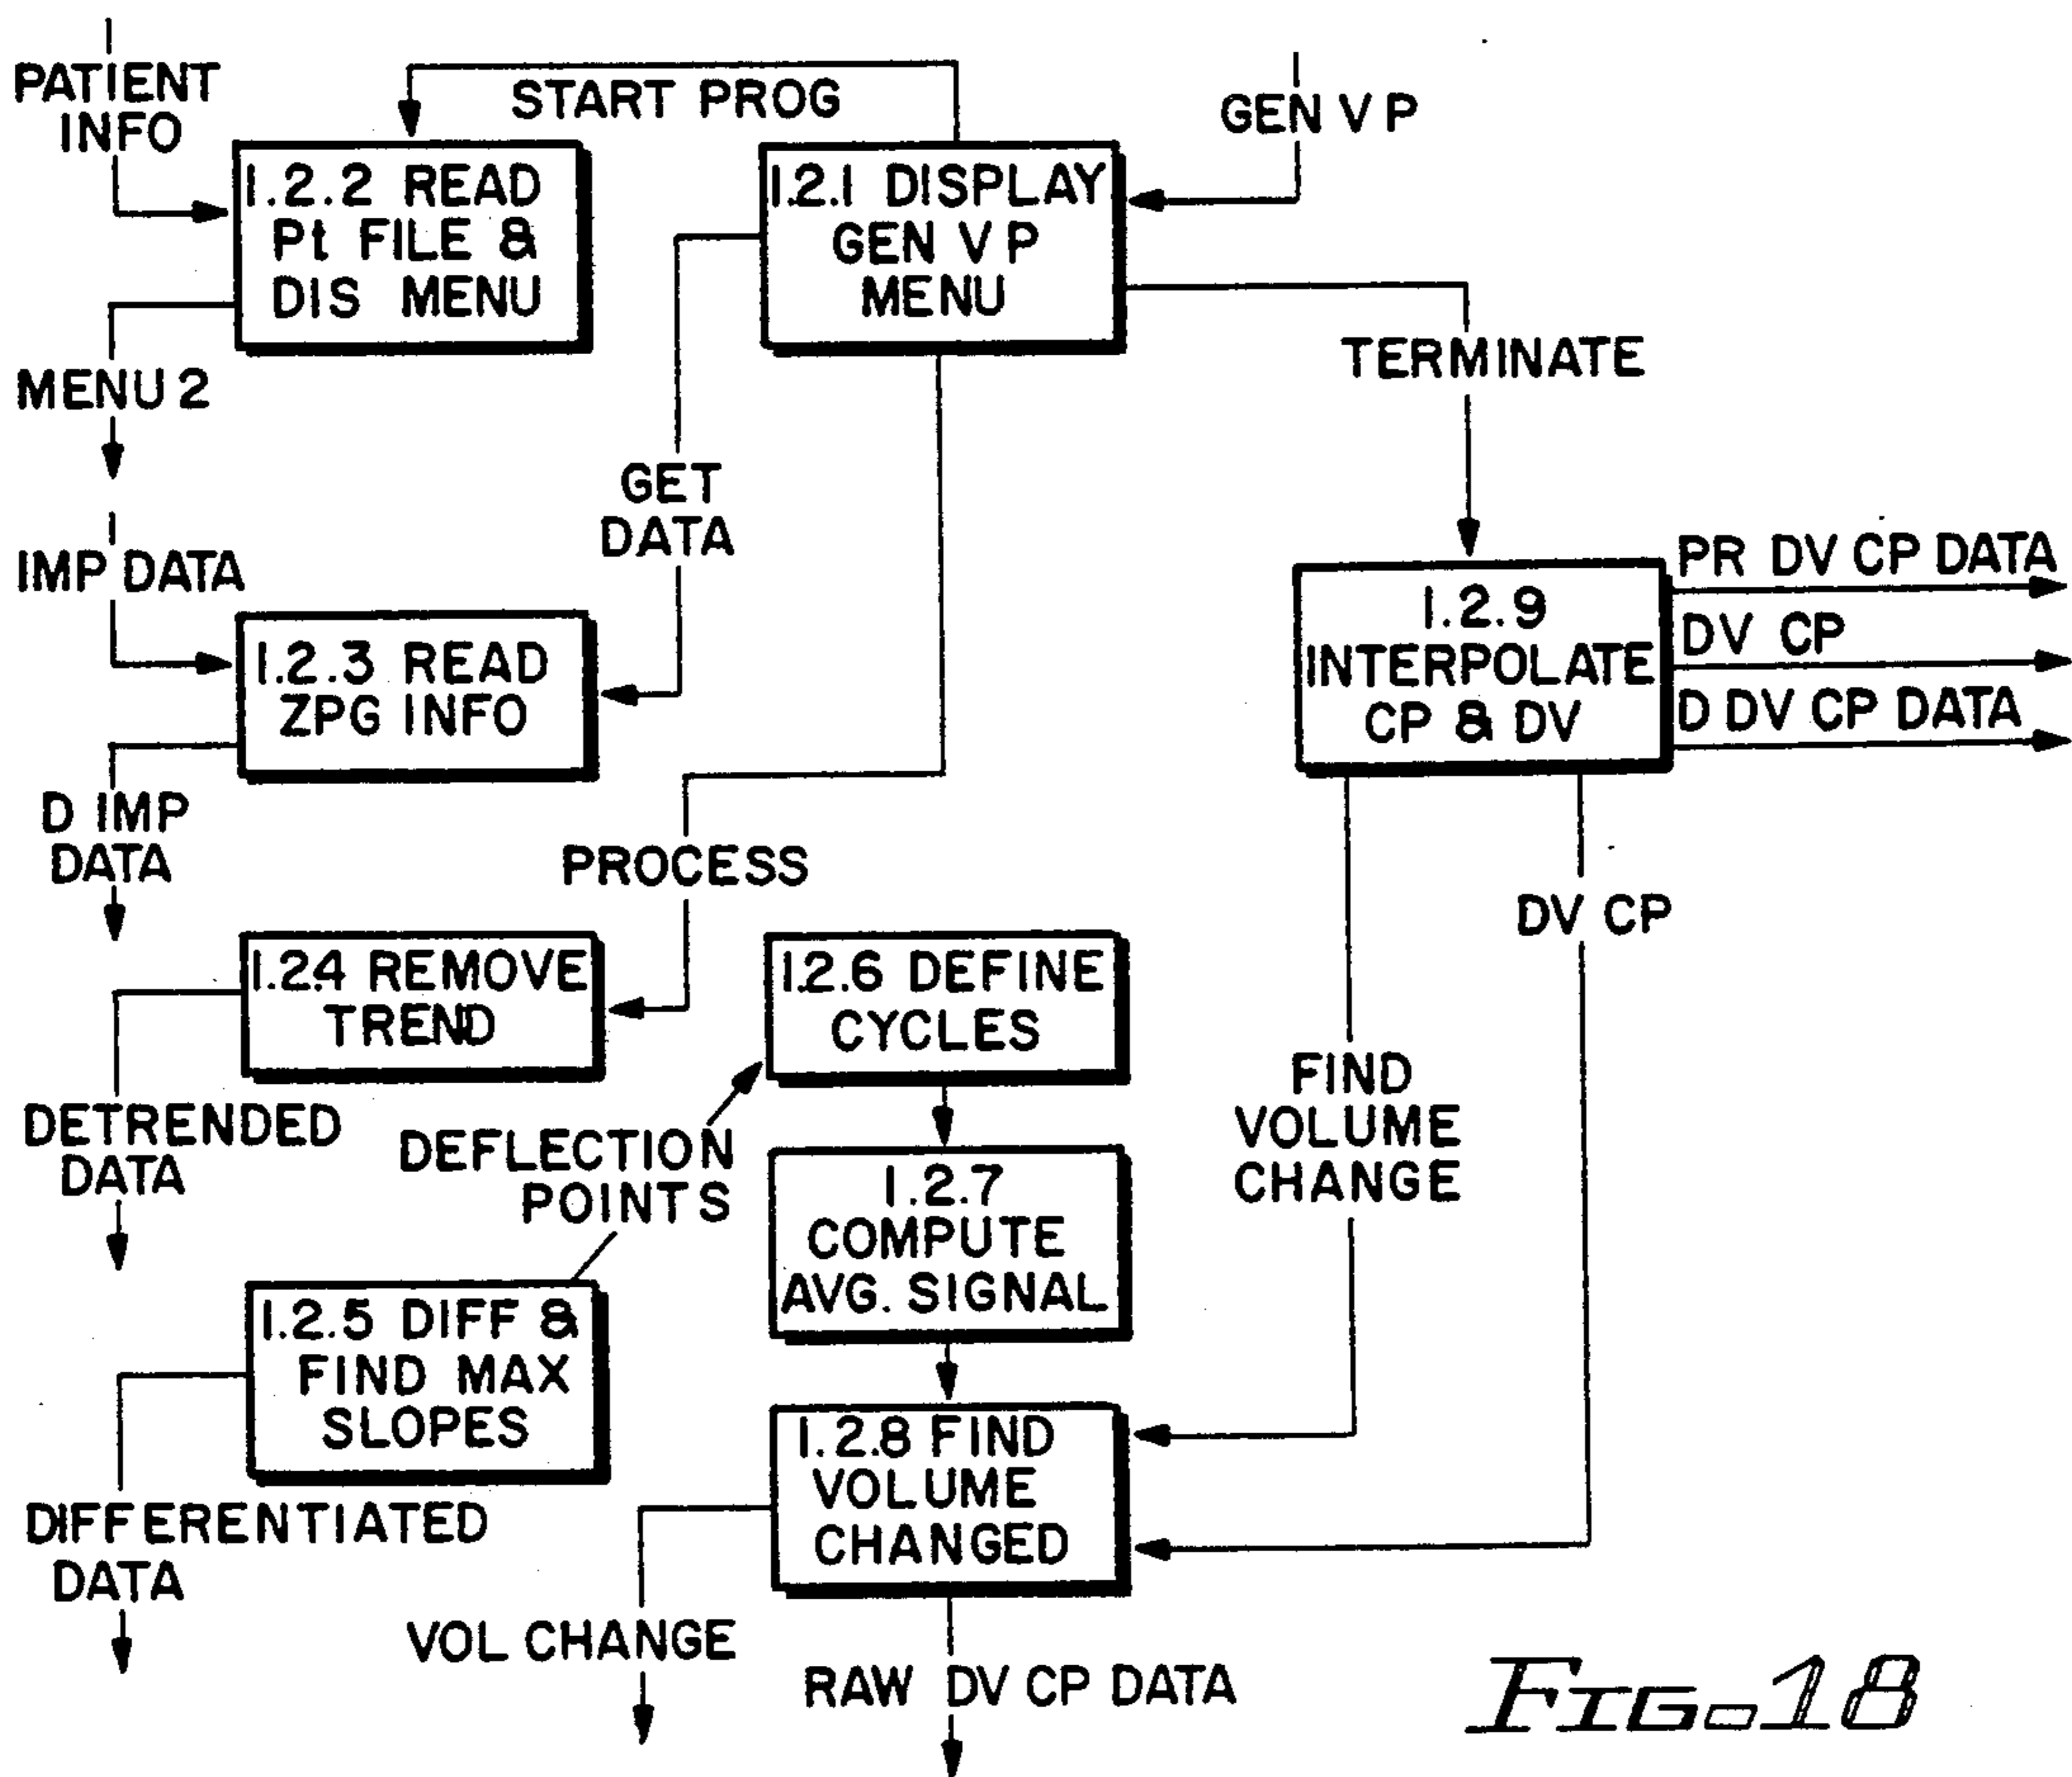 PATIENT
INFO
START PROG
GEN V P
1.2.2 READ
Pt FILE &
DIS MENU
1.2.1 DISPLAY
GEN V P
MENU
MENU 2
TERMINATE
GET
DATA
IMP DATA
1.2.3 READ
ZPG INFO
1.2.9
INTERPOLATE
CP & DV
PR DV CP DATA
DV CP
D DV CP DATA
D IMP
DATA
PROCESS
DV CP
1.2.4 REMOVE
TREND
1.2.6 DEFINE
CYCLES
FIND
VOLUME
CHANGE
DETRENDED
DATA
DEFLECTION
POINTS
1.2.7
COMPUTE
AVG. SIGNAL
1.2.5 DIFF &
FIND MAX
SLOPES
1.2.8 FIND
VOLUME
CHANGED
DIFFERENTIATED
DATA
VOL CHANGE
RAW DV CP DATA
FIG. 18